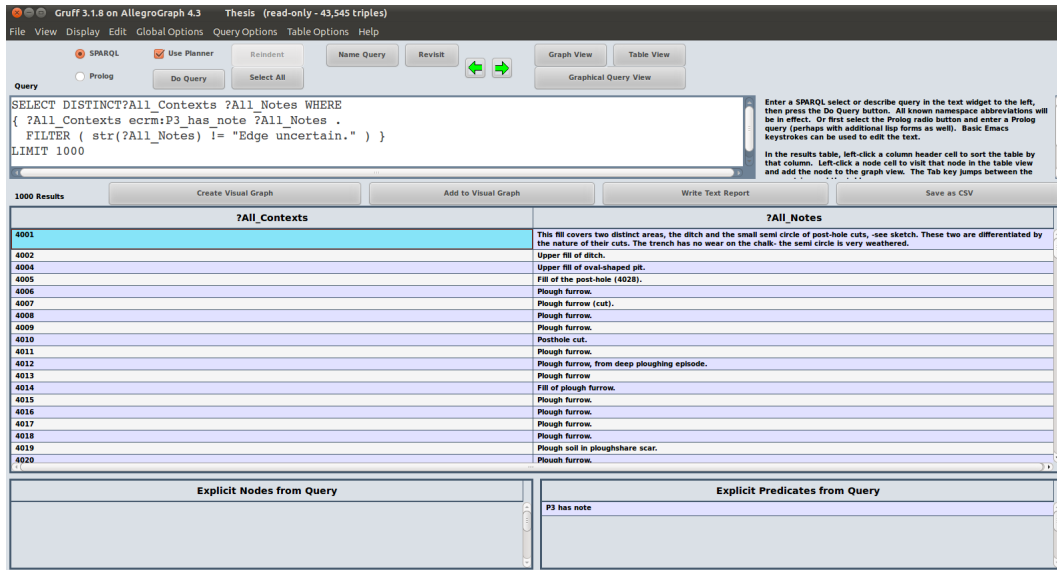 Gruff 3.1.8 on AllegroGraph 4.3 Thesis (read-only - 43,545 triples)
File View Display Edit Global Options Query Options Table Options Help
SPARQL Use Planner Reindent Name Query Revisit Graph View Table View
Prolog Do Query Select All Graphical Query View
Query
SELECT DISTINCT?All_Contexts ?All_Notes WHERE
{ ?All_Contexts ecrm:P3_has_note ?All_Notes .
FILTER ( str(?All_Notes) != "Edge uncertain." ) }
LIMIT 1000
Enter a SPARQL select or describe query in the text widget to the left,
then press the Do Query button. All known namespace abbreviations will
be in effect. Or first select the Prolog radio button and enter a Prolog
query (perhaps with additional lisp forms as well). Basic Emacs
keystrokes can be used to edit the text.
In the results table, left-click a column header cell to sort the table by
that column. Left-click a node cell to visit that node in the table view
and add the node to the graph view. The Tab key jumps between the
1000 Results Create Visual Graph Add to Visual Graph Write Text Report Save as CSV
?All_Contexts ?All_Notes
4001 This fill covers two distinct areas, the ditch and the small semi circle of post-hole cuts, -see sketch. These two are differentiated by
the nature of their cuts. The trench has no wear on the chalk- the semi circle is very weathered.
4002 Upper fill of ditch.
4004 Upper fill of oval-shaped pit.
4005 Fill of the post-hole (4028).
4006 Plough furrow.
4007 Plough furrow (cut).
4008 Plough furrow.
4009 Plough furrow.
4010 Posthole cut.
4011 Plough furrow.
4012 Plough furrow, from deep ploughing episode.
4013 Plough furrow
4014 Fill of plough furrow.
4015 Plough furrow.
4016 Plough furrow.
4017 Plough furrow.
4018 Plough furrow.
4019 Plough soil in ploughshare scar.
4020 Plough furrow.
Explicit Nodes from Query Explicit Predicates from Query
P3 has note